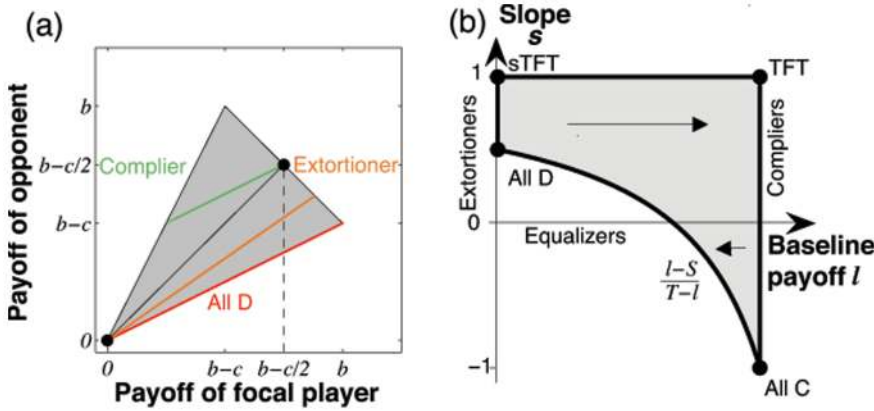 (a)
Payoff of opponent
b
b−c/2
b−c
0
Complier
Extortioner
All D
0
b−c
b−c/2
b
Payoff of focal player
(b)
Slope
s
1
sTFT
TFT
Extortioners
Compliers
All D
0
Equalizers
Baseline
payoff l
l−S
T−l
−1
All C